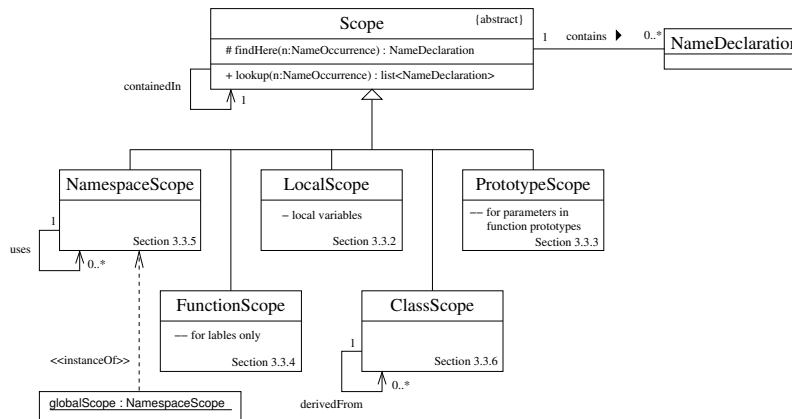 Scope
{abstract}
# findHere(n:NameOccurrence) : NameDeclaration
+ lookup(n:NameOccurrence) : list<NameDeclaration>
1
contains
0..*
NameDeclaration
containedIn
1
NamespaceScope
1
Section 3.3.5
uses
0..*
LocalScope
− local variables
Section 3.3.2
PrototypeScope
−− for parameters in
function prototypes
Section 3.3.3
FunctionScope
−− for lables only
Section 3.3.4
ClassScope
1
Section 3.3.6
0..*
derivedFrom
<<instanceOf>>
globalScope : NamespaceScope